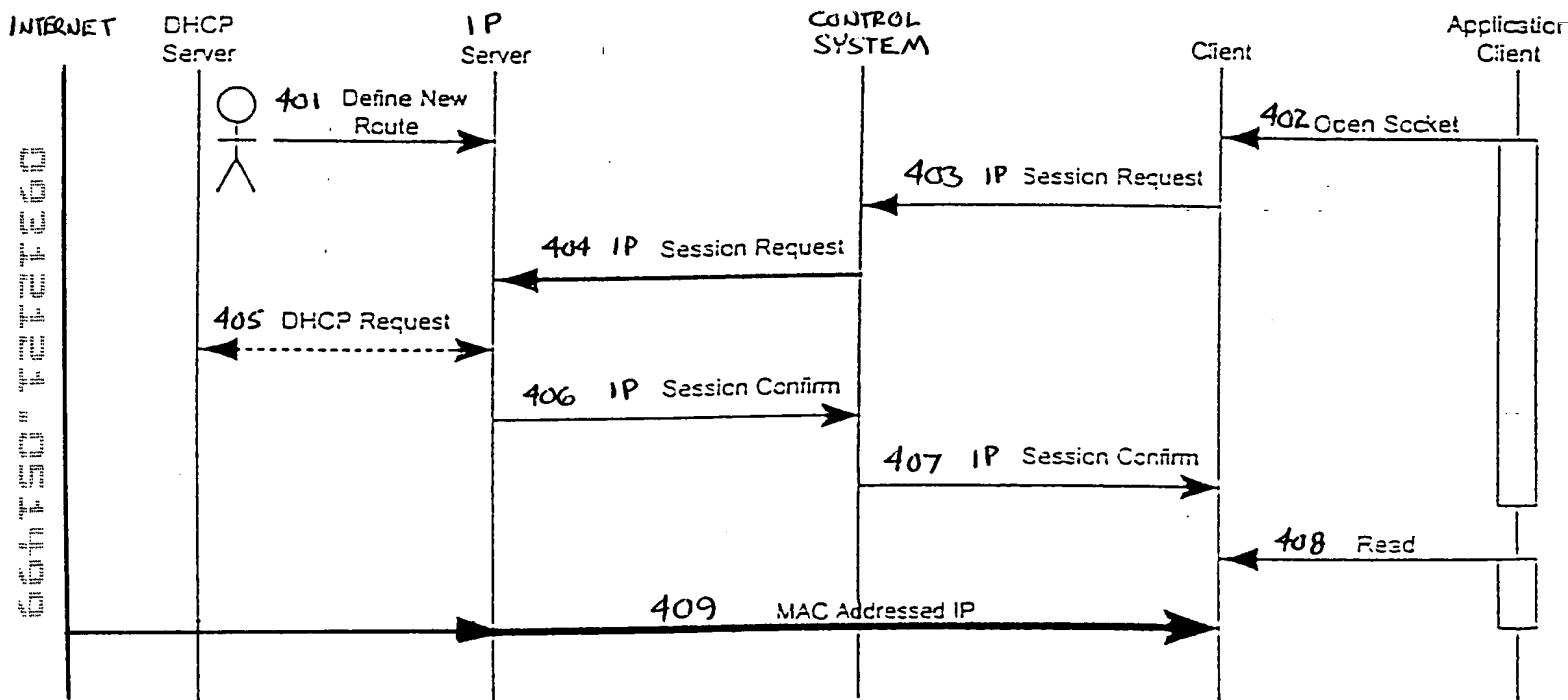 INTERNET
DHCP
Server
IP
Server
CONTROL
SYSTEM
Client
Application
Client
401 Define New
Route
402 Open Socket
403 IP Session Request
404 IP Session Request
405 DHCP Request
406 IP Session Confirm
407 IP Session Confirm
408 Read
409 MAC Addressed IP